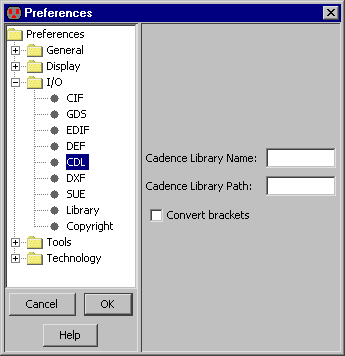 Preferences
Preferences
General
Display
I/O
CIF
GDS
EDIF
DEF
CDL
DXF
SUE
Library
Copyright
Tools
Technology
Cadence Library Name:
Cadence Library Path:
Convert brackets
Cancel
OK
Help